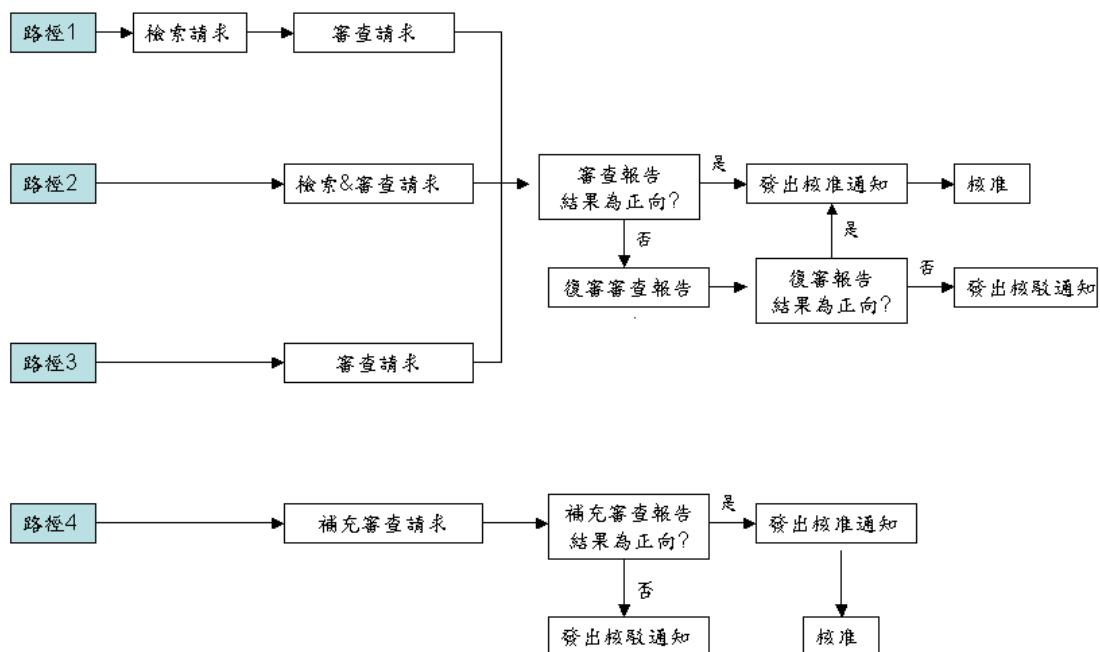 路徑1
檢索請求
審查請求
路徑2
檢索&審查請求
審查報告
結果為正向?
是
發出核准通知
核准
否
是
復審審查報告
復審報告
結果為正向?
否
發出核駁通知
路徑3
審查請求
路徑4
補充審查請求
補充審查報告
結果為正向?
是
發出核准通知
否
發出核駁通知
核准